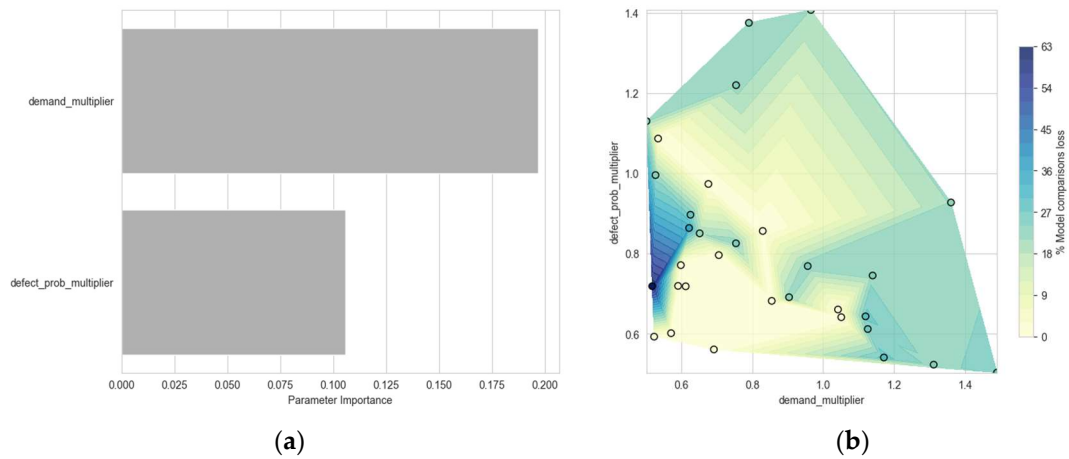 demand_multiplier
defect_prob_multiplier
0.000 0.025 0.050 0.075 0.100 0.125 0.150 0.175 0.200
Parameter Importance
(a)
1.4
1.2
1.0
0.8
0.6
defect_prob_multiplier
0.6 0.8 1.0 1.2 1.4
demand_multiplier
63
54
45
36
27
18
9
0
% Model comparisons loss
(b)